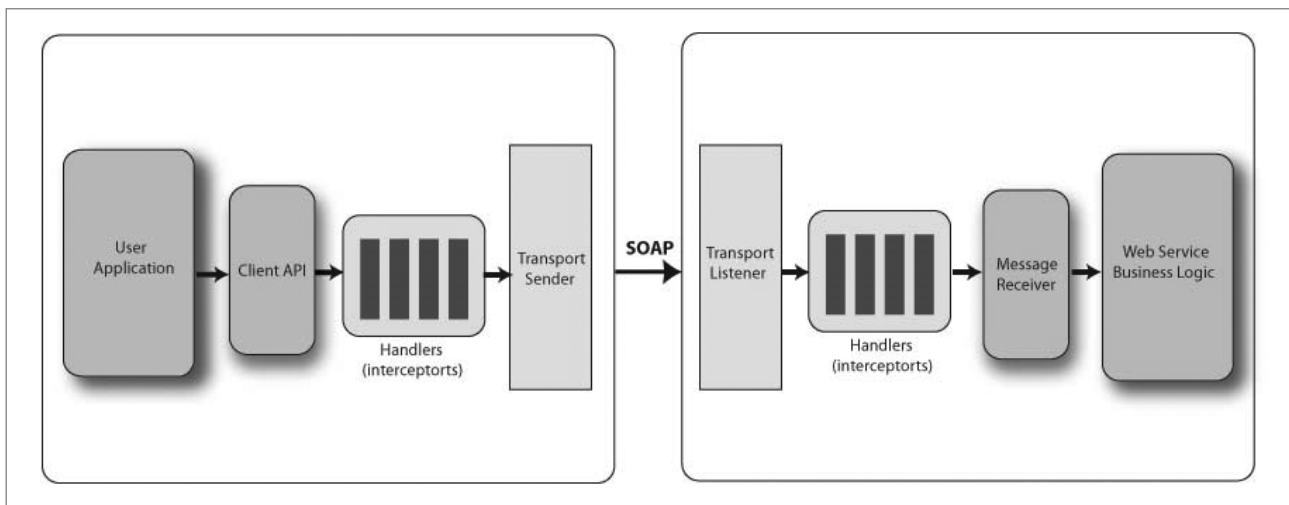 User
Application
Client API
Handlers
(interceptorts)
Transport
Sender
SOAP
Transport
Listener
Handlers
(interceptorts)
Message
Receiver
Web Service
Business Logic